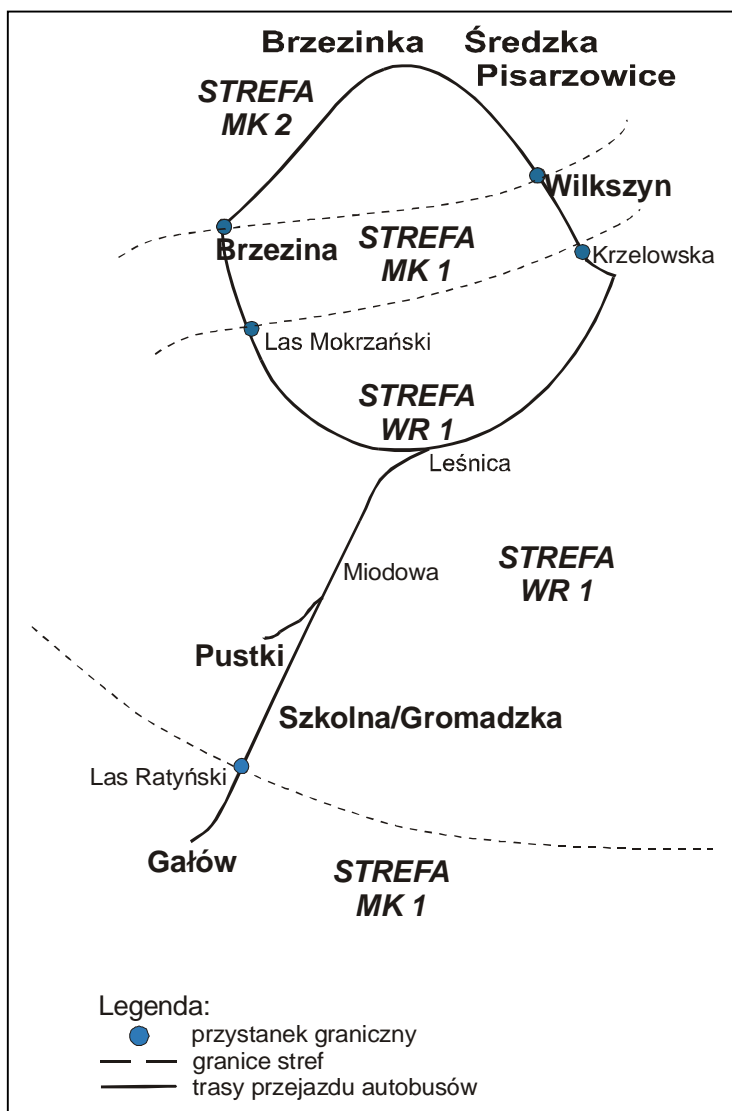 Brzezinka Średzka
Pisarzowice
STREFA
MK 2
Wilkszyn
Brzezina
STREFA
MK 1
Krzelowska
Las Mokrzański
STREFA
WR 1
Leśnica
STREFA
WR 1
Miodowa
Pustki
Szkolna/Gromadzka
Las Ratyński
Gałów
STREFA
MK 1
Legenda:
przystanek graniczny
granice stref
trasy przejazdu autobusów